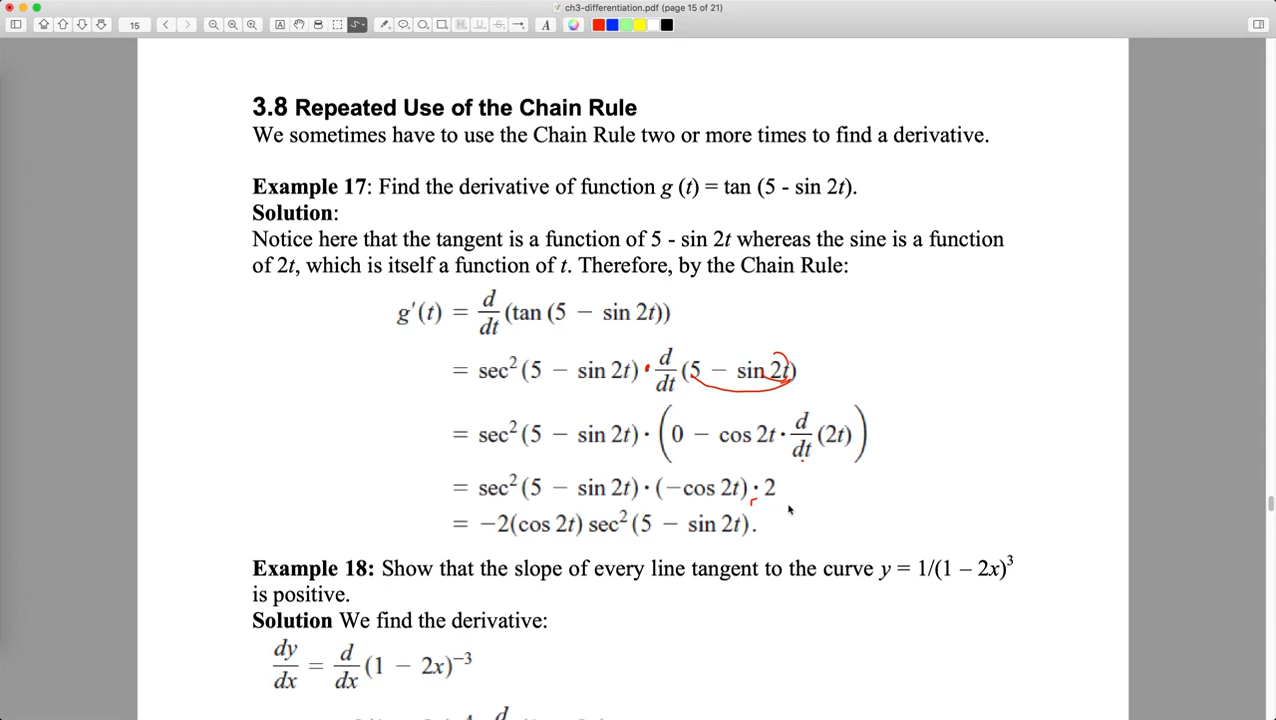 ch3-differentiation.pdf (page 15 of 21)
15
3.8 Repeated Use of the Chain Rule
We sometimes have to use the Chain Rule two or more times to find a derivative.
Example 17: Find the derivative of function g (t) = tan (5 - sin 2t).
Solution:
Notice here that the tangent is a function of 5 - sin 2t whereas the sine is a function
of 2t, which is itself a function of t. Therefore, by the Chain Rule:
g′(t) = d/dt (tan (5 − sin 2t))
= sec² (5 − sin 2t) · d/dt (5 − sin 2t)
= sec² (5 − sin 2t) · (0 − cos 2t · d/dt (2t))
= sec² (5 − sin 2t) · (−cos 2t) · 2
= −2(cos 2t) sec² (5 − sin 2t).
Example 18: Show that the slope of every line tangent to the curve y = 1/(1 – 2x)³
is positive.
Solution We find the derivative:
dy/dx = d/dx (1 − 2x)⁻³